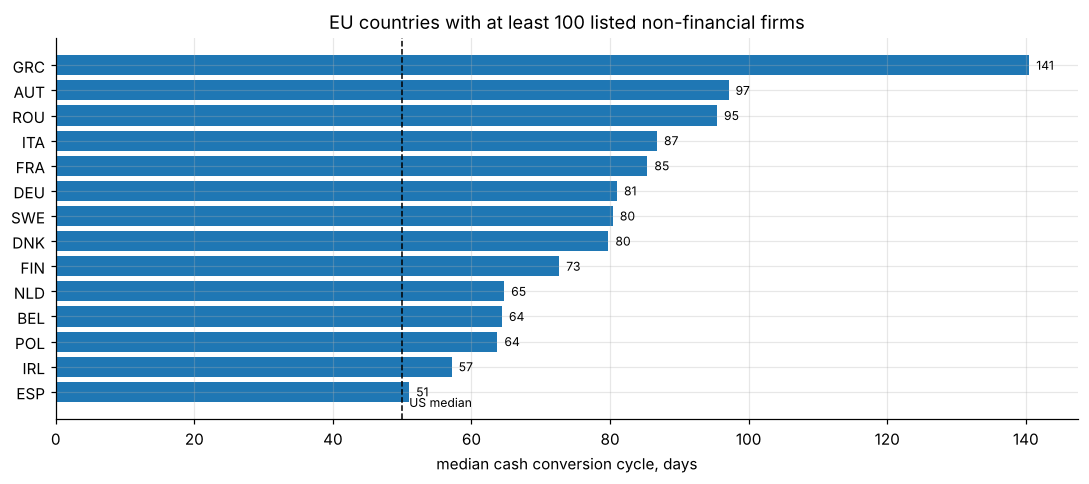 EU countries with at least 100 listed non-financial firms
GRC 141
AUT 97
ROU 95
ITA 87
FRA 85
DEU 81
SWE 80
DNK 80
FIN 73
NLD 65
BEL 64
POL 64
IRL 57
ESP 51
US median
0 20 40 60 80 100 120 140
median cash conversion cycle, days